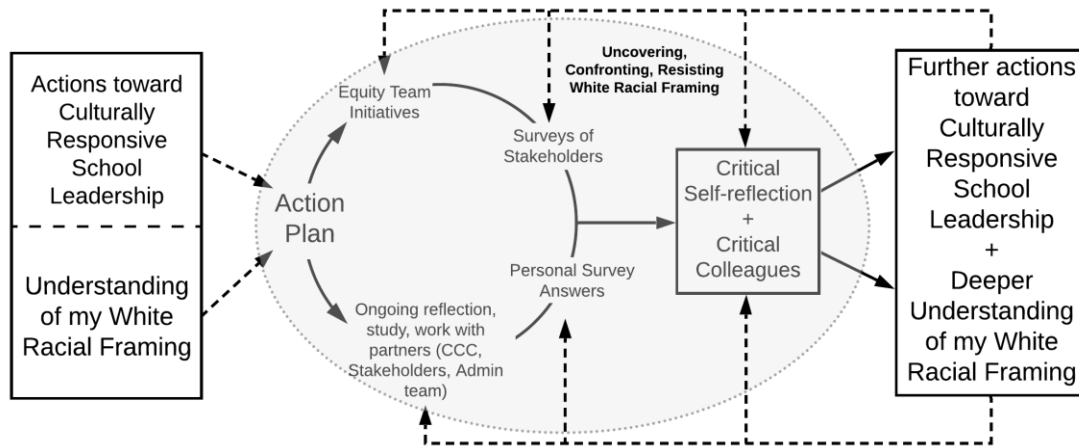 Actions toward
Culturally
Responsive
School
Leadership
Understanding
of my White
Racial Framing
Action
Plan
Equity Team
Initiatives
Uncovering,
Confronting, Resisting
White Racial Framing
Surveys of
Stakeholders
Personal Survey
Answers
Ongoing reflection,
study, work with
partners (CCC,
Stakeholders, Admin
team)
Critical
Self-reflection
+
Critical
Colleagues
Further actions
toward
Culturally
Responsive
School
Leadership
+
Deeper
Understanding
of my White
Racial Framing